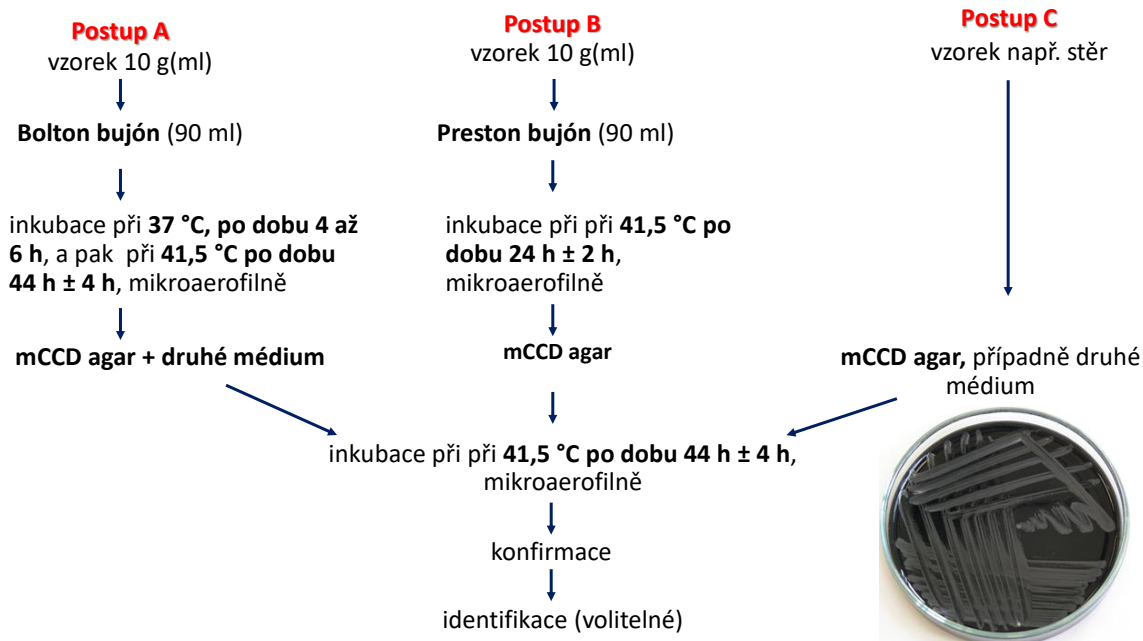 Postup A
vzorek 10 g(ml)
Bolton bujón (90 ml)
inkubace při 37 °C, po dobu 4 až
6 h, a pak  při 41,5 °C po dobu
44 h ± 4 h, mikroaerofilně
mCCD agar + druhé médium
Postup B
vzorek 10 g(ml)
Preston bujón (90 ml)
inkubace při při 41,5 °C po
dobu 24 h ± 2 h,
mikroaerofilně
mCCD agar
Postup C
vzorek např. stěr
mCCD agar, případně druhé
médium
inkubace při při 41,5 °C po dobu 44 h ± 4 h,
mikroaerofilně
konfirmace
identifikace (volitelné)